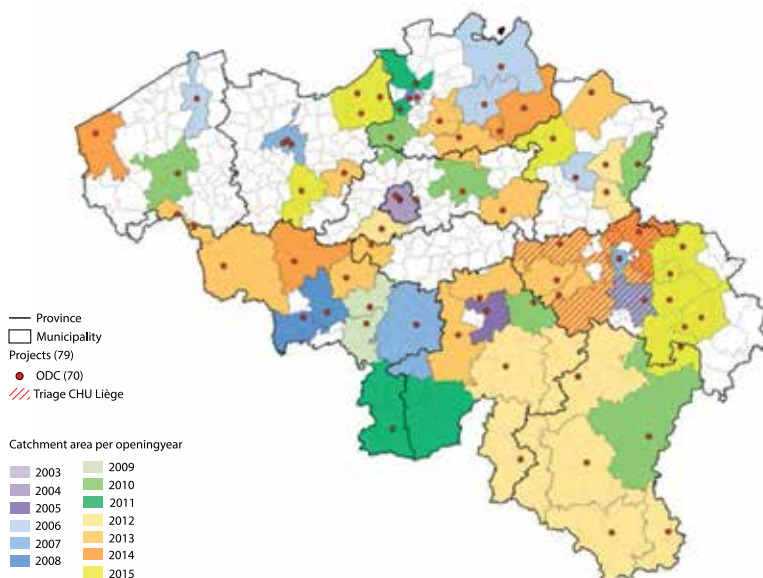 Province
Municipality
Projects (79)
ODC (70)
Triage CHU Liège
Catchment area per openingyear
2003
2004
2005
2006
2007
2008
2009
2010
2011
2012
2013
2014
2015